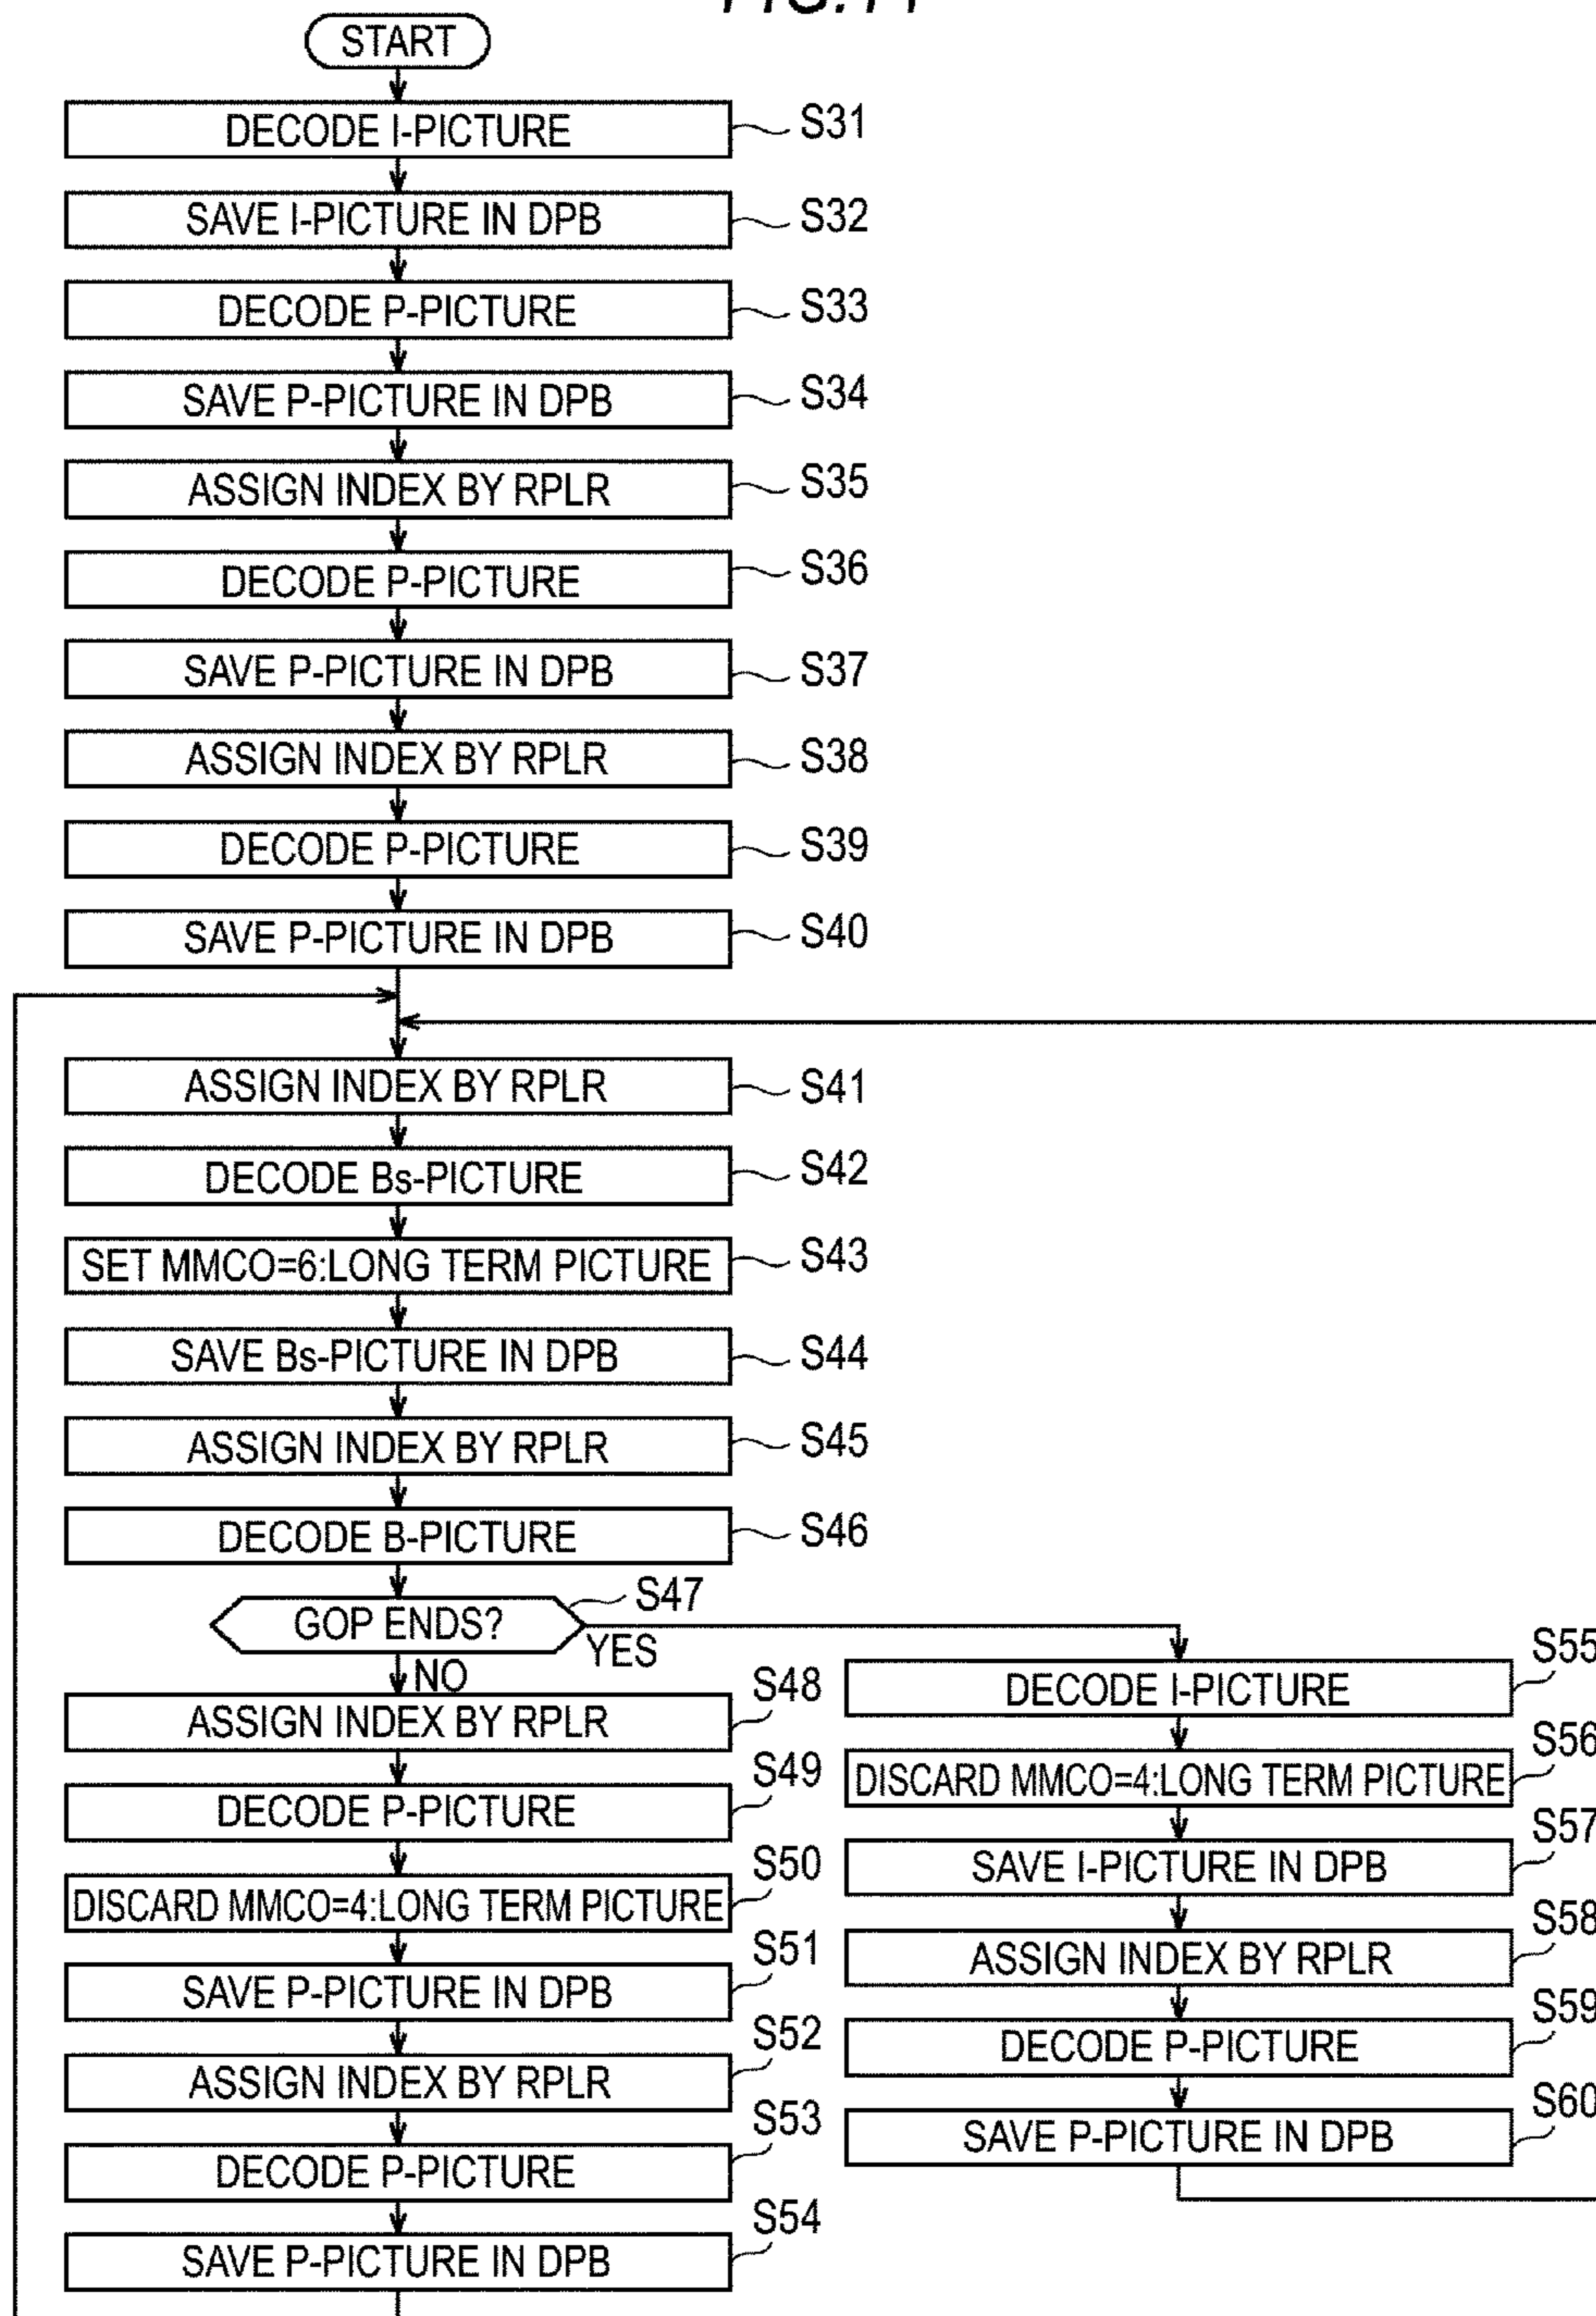 START
DECODE I-PICTURE
S31
SAVE I-PICTURE IN DPB
S32
DECODE P-PICTURE
S33
SAVE P-PICTURE IN DPB
S34
ASSIGN INDEX BY RPLR
S35
DECODE P-PICTURE
S36
SAVE P-PICTURE IN DPB
S37
ASSIGN INDEX BY RPLR
S38
DECODE P-PICTURE
S39
SAVE P-PICTURE IN DPB
S40
ASSIGN INDEX BY RPLR
S41
DECODE Bs-PICTURE
S42
SET MMCO=6:LONG TERM PICTURE
S43
SAVE Bs-PICTURE IN DPB
S44
ASSIGN INDEX BY RPLR
S45
DECODE B-PICTURE
S46
GOP ENDS?
S47
YES
NO
ASSIGN INDEX BY RPLR
S48
DECODE P-PICTURE
S49
DISCARD MMCO=4:LONG TERM PICTURE
S50
SAVE P-PICTURE IN DPB
S51
ASSIGN INDEX BY RPLR
S52
DECODE P-PICTURE
S53
SAVE P-PICTURE IN DPB
S54
DECODE I-PICTURE
S55
DISCARD MMCO=4:LONG TERM PICTURE
S56
SAVE I-PICTURE IN DPB
S57
ASSIGN INDEX BY RPLR
S58
DECODE P-PICTURE
S59
SAVE P-PICTURE IN DPB
S60